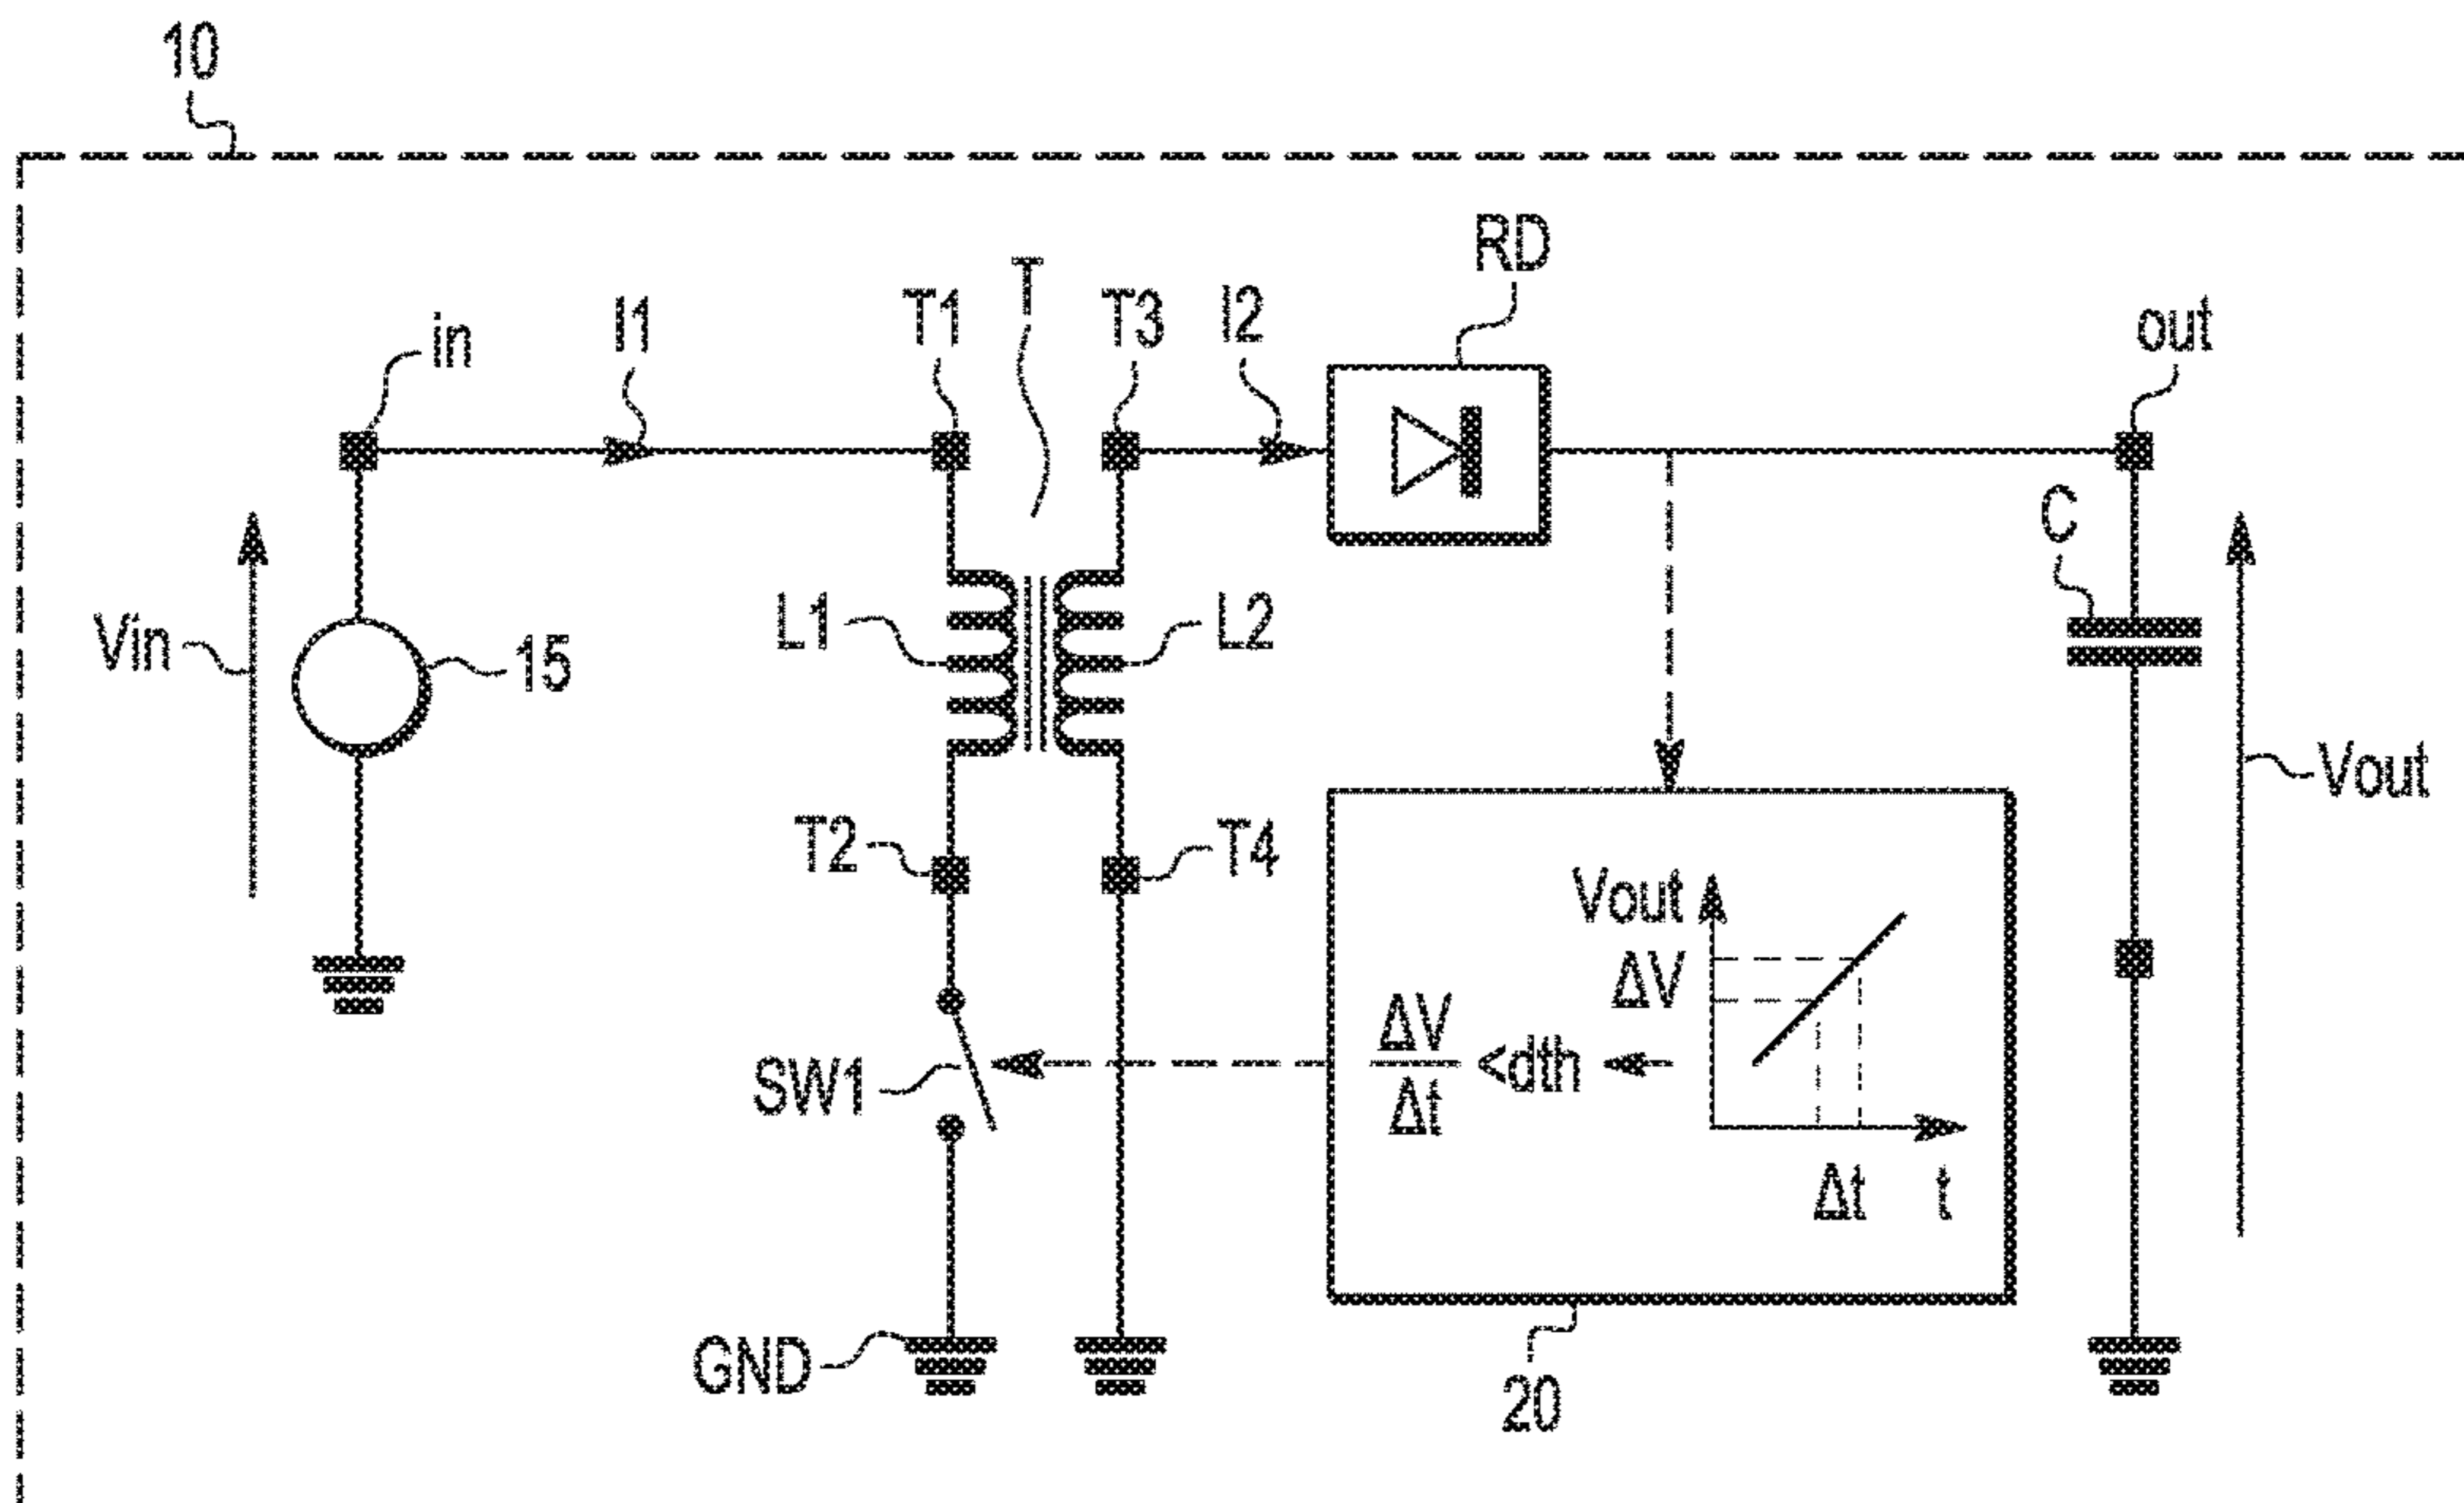 10
RD
in
I1
T1
T
T3
I2
out
C
Vin
15
L1
L2
Vout
T2
T4
Vout
ΔV
ΔV
Δt
<dth
SW1
Δt
t
GND
20